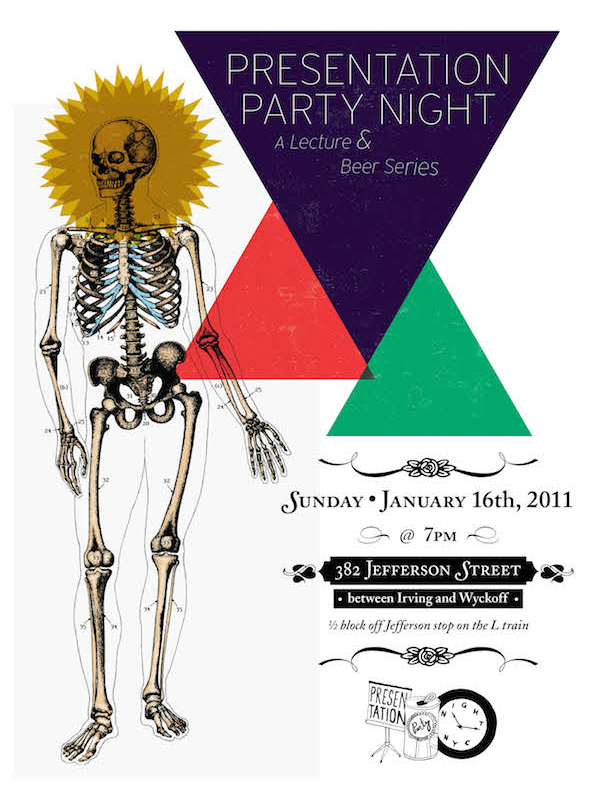 PRESENTATION
PARTY NIGHT
A Lecture &
Beer Series
SUNDAY • JANUARY 16th, 2011
@ 7PM
382 JEFFERSON STREET
• between Irving and Wyckoff •
½ block off Jefferson stop on the L train
PRESEN
TATION
Party
NIGHT
NYC